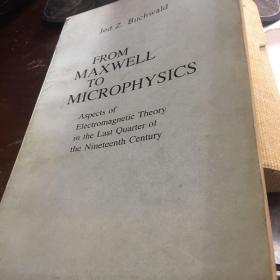 Jed Z. Buchwald
FROM
MAXWELL
TO
MICROPHYSICS
Aspects of
Electromagnetic Theory
in the Last Quarter of
the Nineteenth Century